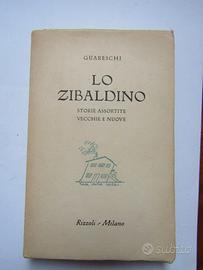 GUARESCHI
LO
ZIBALDINO
STORIE ASSORTITE
VECCHIE E NUOVE
Rizzoli - Milano
subito